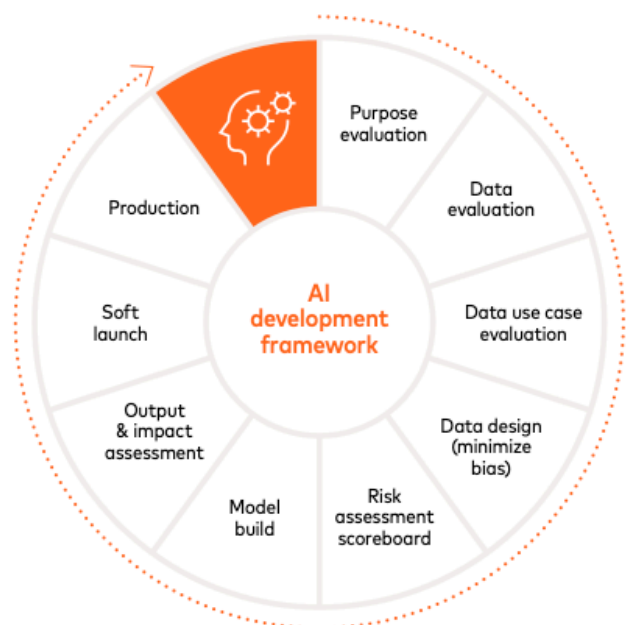 Purpose
evaluation
Data
evaluation
Data use case
evaluation
Data design
(minimize
bias)
Risk
assessment
scoreboard
Model
build
Output
& impact
assessment
Soft
launch
Production
AI
development
framework